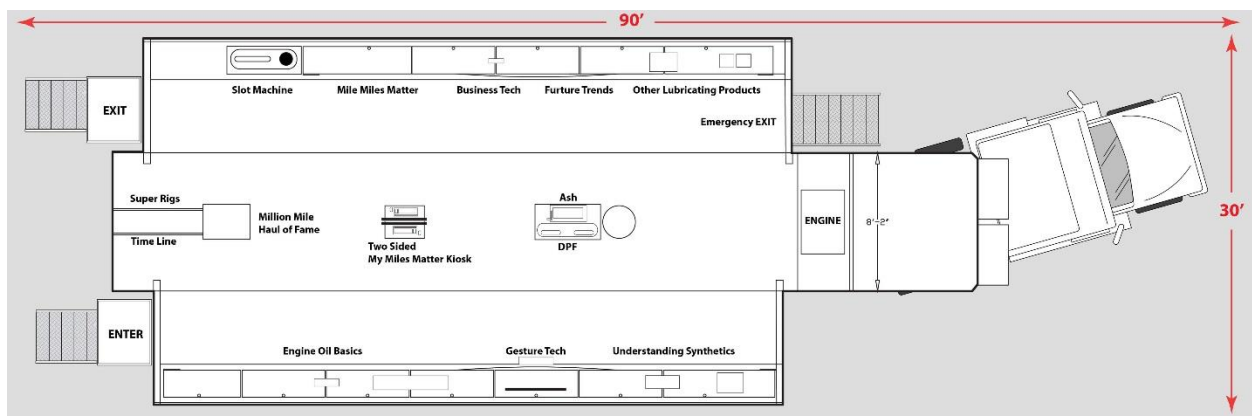 90’
EXIT
Slot Machine
Mile Miles Matter
Business Tech
Furture Trends
Other Lubricating Products
Emergency EXIT
Super Rigs
Time Line
Million Mile
Haul of Fame
Two Sided
My Miles Matter Kiosk
Ash
DPF
ENGINE
8'-2"
30’
ENTER
Engine Oil Basics
Gesture Tech
Understanding Synthetics